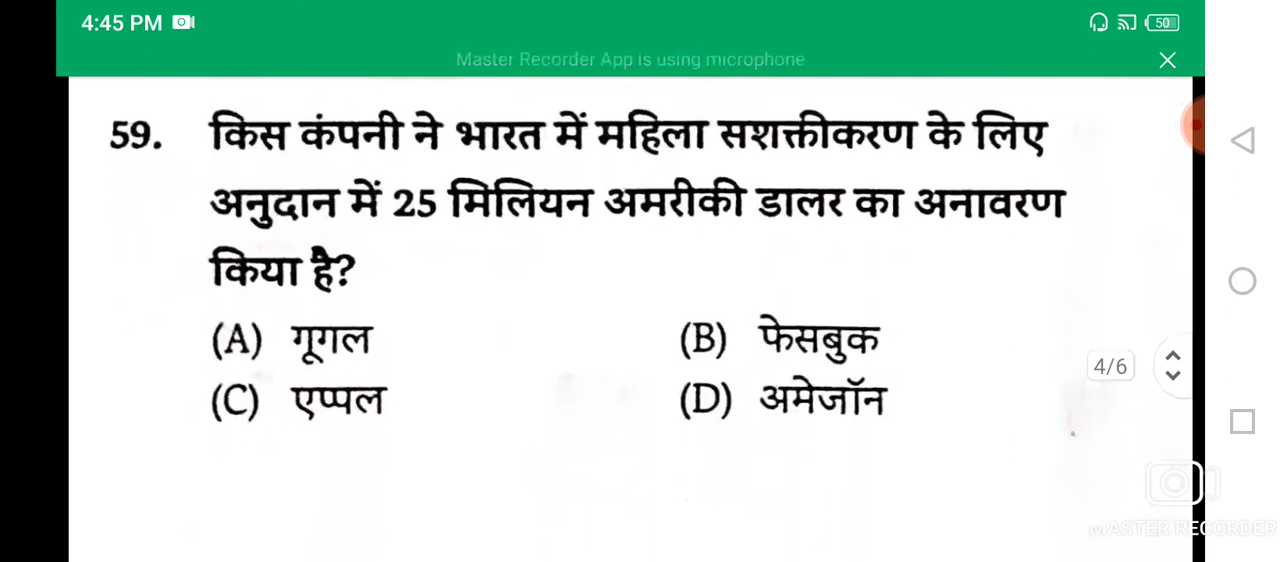 4:45 PM
50
Master Recorder App is using microphone
59. किस कंपनी ने भारत में महिला सशक्तीकरण के लिए
अनुदान में 25 मिलियन अमरीकी डालर का अनावरण
किया है?
(A) गूगल (B) फेसबुक
(C) एप्पल (D) अमेजॉन
4/6
MASTER RECORDER